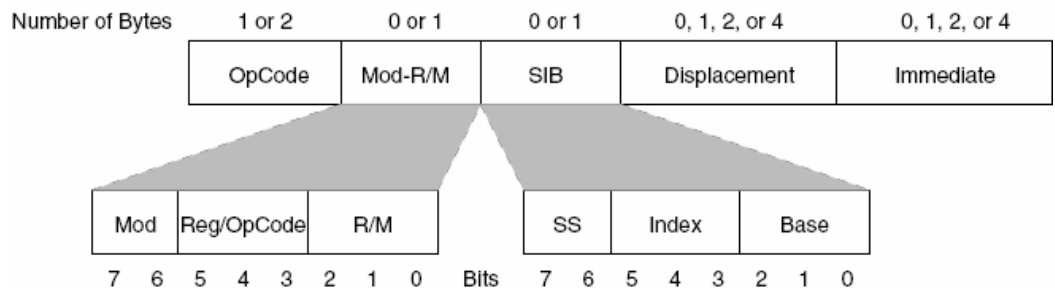 Number of Bytes 1 or 2 0 or 1 0 or 1 0, 1, 2, or 4 0, 1, 2, or 4
OpCode Mod-R/M SIB Displacement Immediate
Mod Reg/OpCode R/M SS Index Base
7 6 5 4 3 2 1 0 Bits 7 6 5 4 3 2 1 0